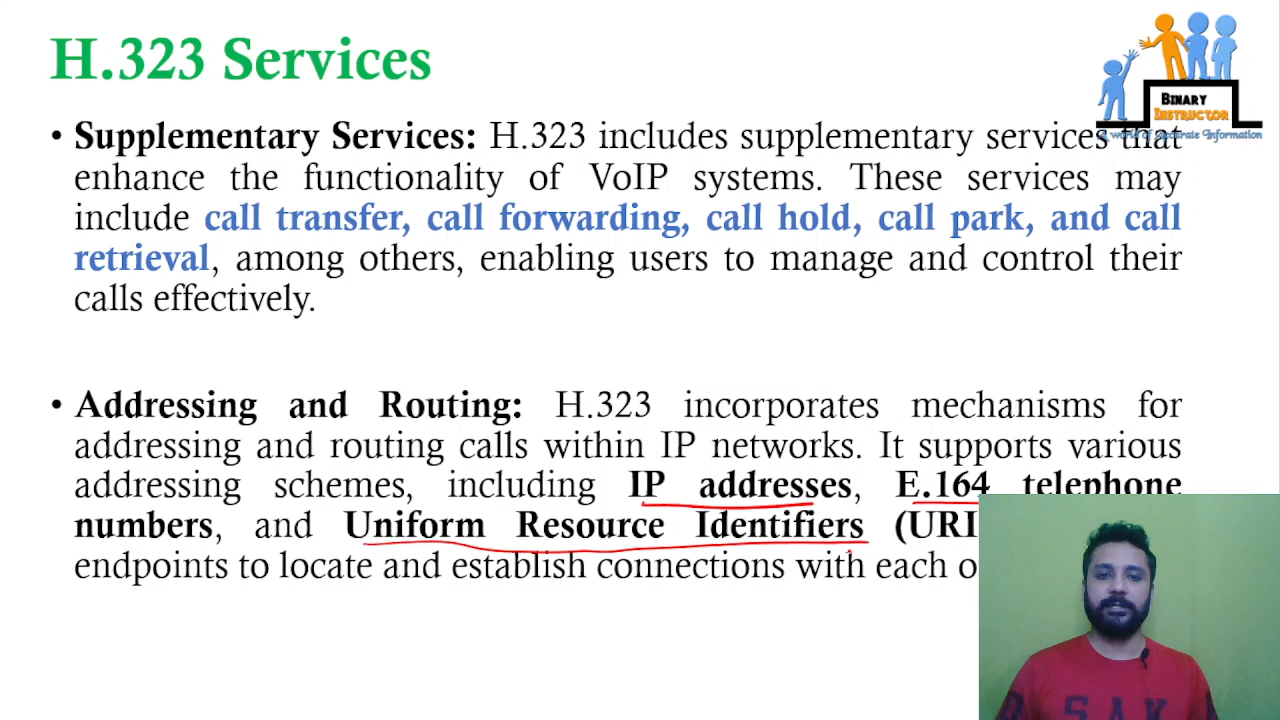 H.323 Services
BINARY
INSTRUCTOR
A world of Accurate Information
• Supplementary Services: H.323 includes supplementary services that
enhance the functionality of VoIP systems. These services may
include call transfer, call forwarding, call hold, call park, and call
retrieval, among others, enabling users to manage and control their
calls effectively.
• Addressing and Routing: H.323 incorporates mechanisms for
addressing and routing calls within IP networks. It supports various
addressing schemes, including IP addresses, E.164 telephone
numbers, and Uniform Resource Identifiers (URI
endpoints to locate and establish connections with each o